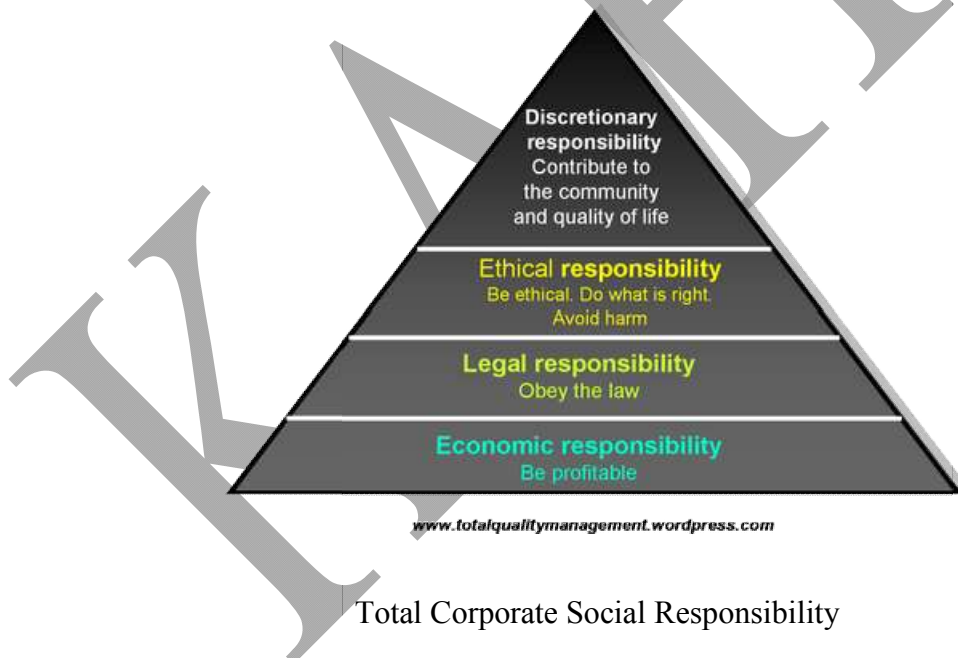 Discretionary
responsibility
Contribute to
the community
and quality of life
Ethical responsibility
Be ethical. Do what is right.
Avoid harm
Legal responsibility
Obey the law
Economic responsibility
Be profitable
www.totalqualitymanagement.wordpress.com
Total Corporate Social Responsibility